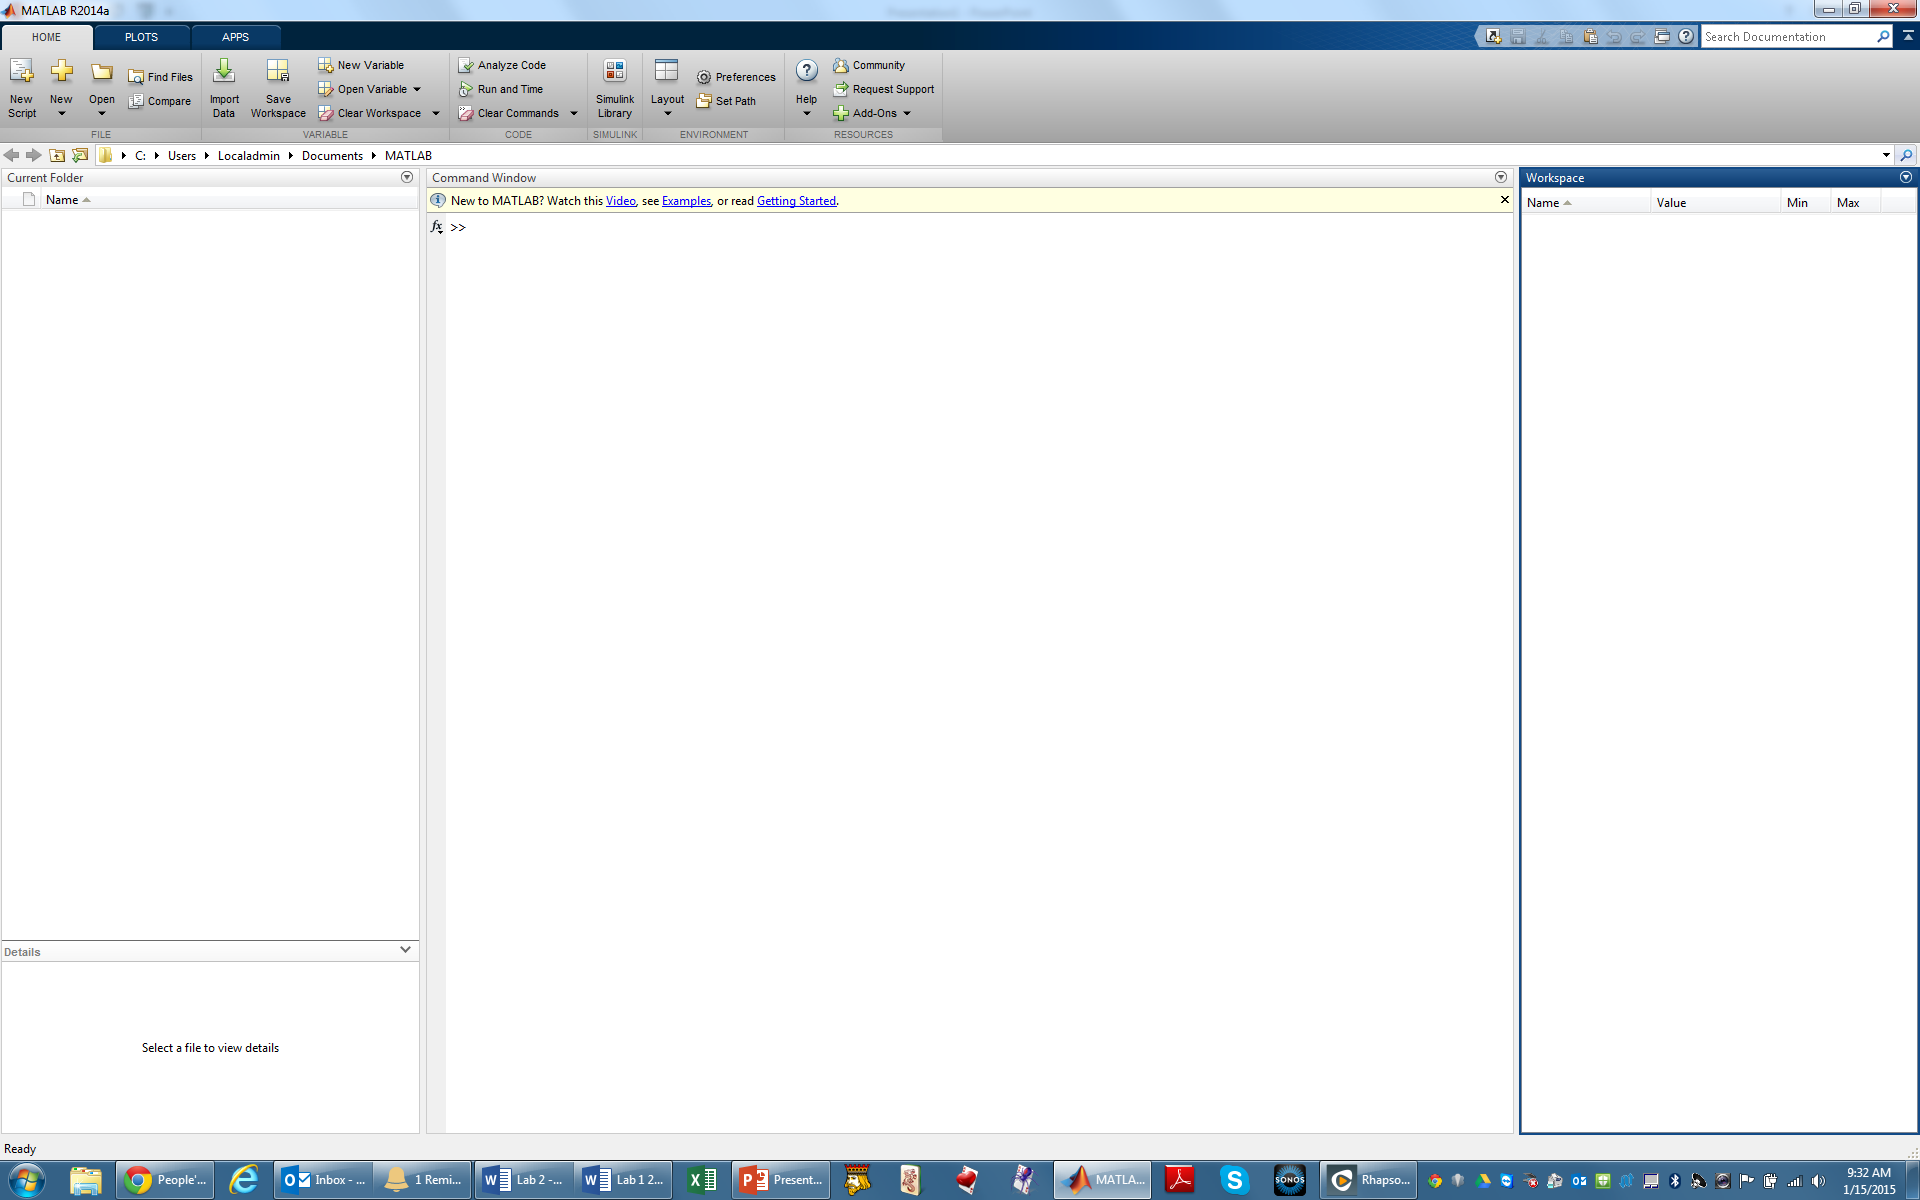 MATLAB R2014a
HOME PLOTS APPS
Search Documentation
New Script
New
Open
Find Files
Compare
Import Data
Save Workspace
New Variable
Open Variable
Clear Workspace
Analyze Code
Run and Time
Clear Commands
Simulink Library
Layout
Preferences
Set Path
Help
Community
Request Support
Add-Ons
FILE VARIABLE CODE SIMULINK ENVIRONMENT RESOURCES
C: Users Localadmin Documents MATLAB
Current Folder
Name
Command Window
New to MATLAB? Watch this Video, see Examples, or read Getting Started.
fx >>
Workspace
Name Value Min Max
Details
Select a file to view details
Ready
People'...
Inbox - ...
1 Remi...
Lab 2 -...
Lab 1 2...
Present...
MATLA...
SONOS
Rhapso...
9:32 AM
1/15/2015